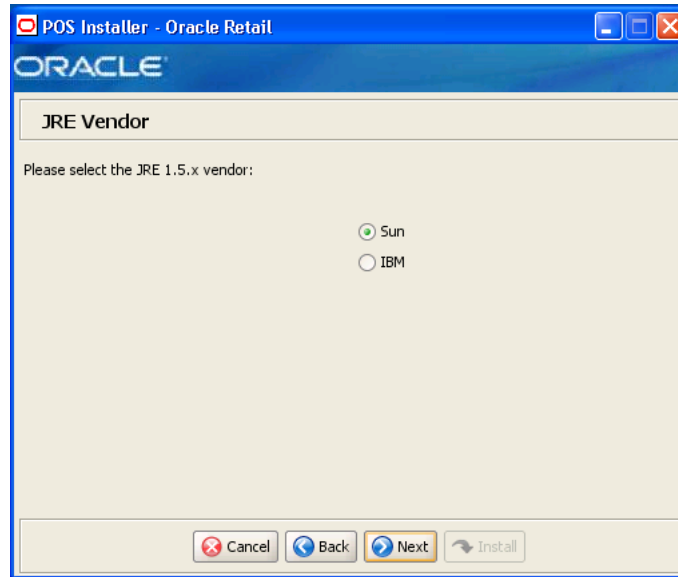 POS Installer - Oracle Retail
ORACLE
JRE Vendor
Please select the JRE 1.5.x vendor:
Sun
IBM
Cancel Back Next Install